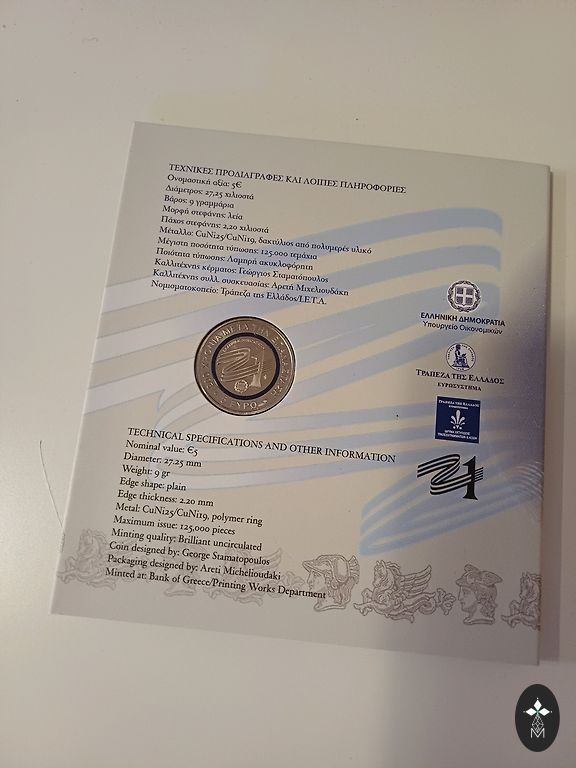 ΤΕΧΝΙΚΕΣ ΠΡΟΔΙΑΓΡΑΦΕΣ ΚΑΙ ΛΟΙΠΕΣ ΠΛΗΡΟΦΟΡΙΕΣ
Ονομαστική αξία: 5€
Διάμετρος: 27,25 χιλιοστά
Βάρος: 9 γραμμάρια
Μορφή στεφάνης: λεία
Πάχος στεφάνης: 2,20 χιλιοστά
Μέταλλο: CuNi25/CuNi19, δακτύλιος από πολυμερές υλικό
Μέγιστη ποσότητα τύπωσης: 125.000 τεμάχια
Ποιότητα τύπωσης: Λαμπρή ακυκλοφόρητη
Καλλιτέχνης κέρματος: Γεώργιος Σταματόπουλος
Καλλιτέχνης συλλ. συσκευασίας: Αρετή Μιχελιουδάκη
Νομισματοκοπείο: Τράπεζα της Ελλάδος/Ι.Ε.Τ.Α.
ΕΛΛΗΝΙΚΗ ΔΗΜΟΚΡΑΤΙΑ
Υπουργείο Οικονομικών
ΤΡΑΠΕΖΑ ΤΗΣ ΕΛΛΑΔΟΣ
ΕΥΡΩΣΥΣΤΗΜΑ
ΤΡΑΠΕΖΑ ΤΗΣ ΕΛΛΑΔΟΣ
21
TECHNICAL SPECIFICATIONS AND OTHER INFORMATION
Nominal value: €5
Diameter: 27.25 mm
Weight: 9 gr
Edge shape: plain
Edge thickness: 2.20 mm
Metal: CuNi25/CuNi19, polymer ring
Maximum issue: 125,000 pieces
Minting quality: Brilliant uncirculated
Coin designed by: George Stamatopoulos
Packaging designed by: Areti Michelioudaki
Minted at: Bank of Greece/Printing Works Department
M